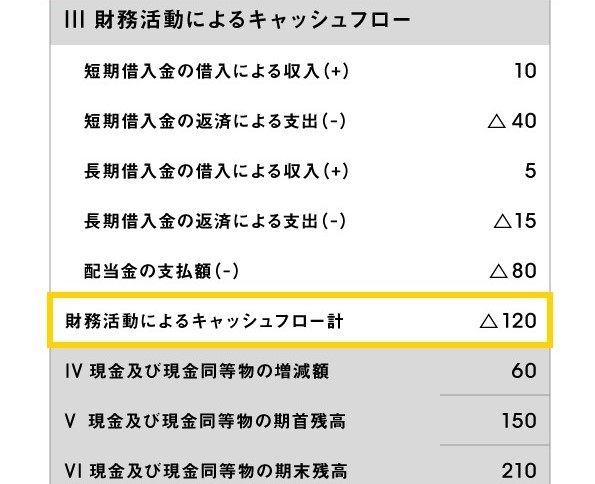 III 財務活動によるキャッシュフロー
短期借入金の借入による収入(+) 10
短期借入金の返済による支出(-) △ 40
長期借入金の借入による収入(+) 5
長期借入金の返済による支出(-) △15
配当金の支払額(-) △80
財務活動によるキャッシュフロー計 △120
IV 現金及び現金同等物の増減額 60
V 現金及び現金同等物の期首残高 150
VI 現金及び現金同等物の期末残高 210